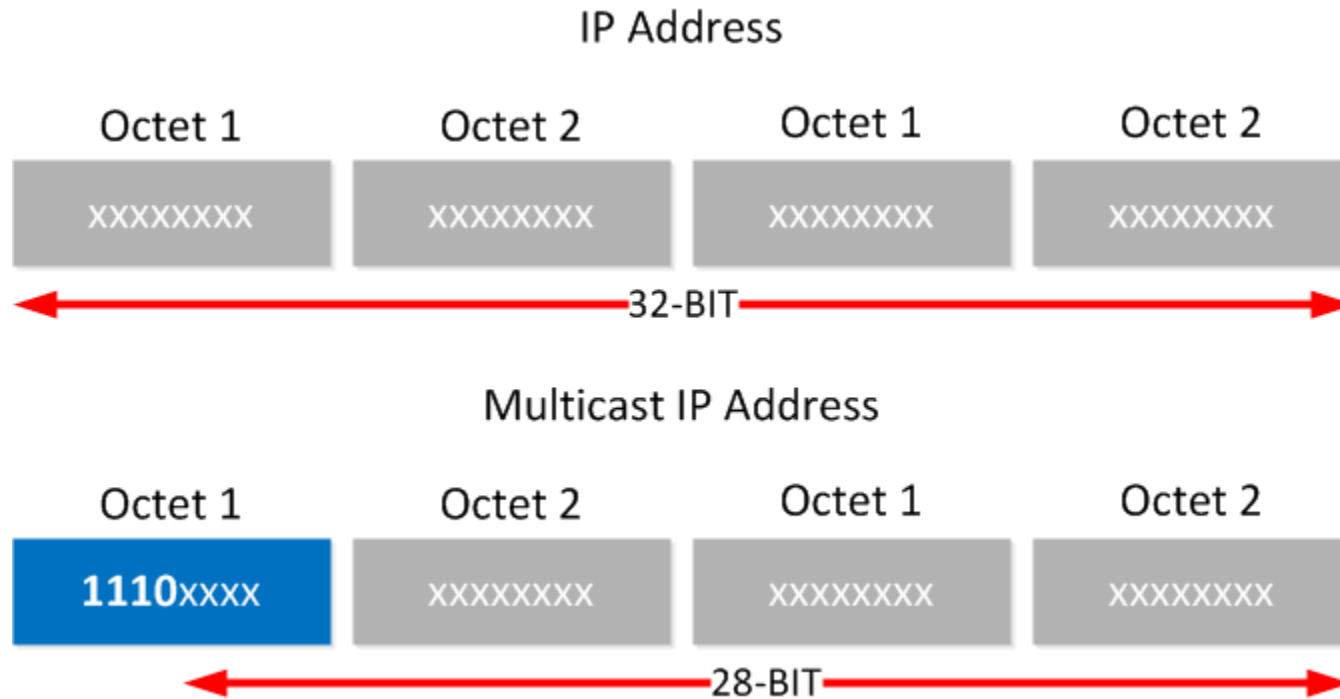 IP Address
Octet 1 Octet 2 Octet 1 Octet 2
xxxxxxxx xxxxxxxx xxxxxxxx xxxxxxxx
32-BIT
Multicast IP Address
Octet 1 Octet 2 Octet 1 Octet 2
1110xxxx xxxxxxxx xxxxxxxx xxxxxxxx
28-BIT